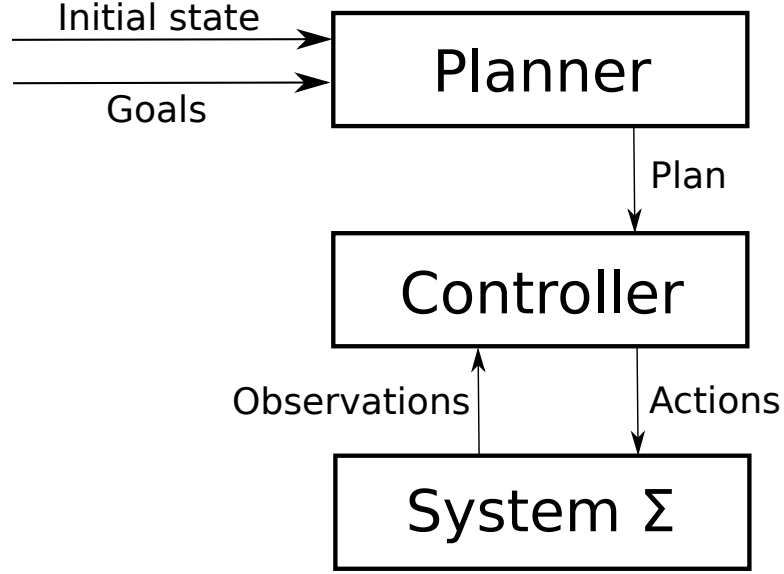 Initial state
Planner
Goals
Plan
Controller
Observations
Actions
System Σ